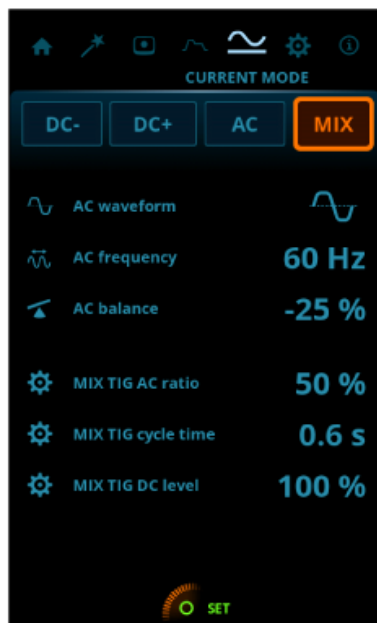 CURRENT MODE
DC- DC+ AC MIX
AC waveform
AC frequency 60 Hz
AC balance -25 %
MIX TIG AC ratio 50 %
MIX TIG cycle time 0.6 s
MIX TIG DC level 100 %
SET